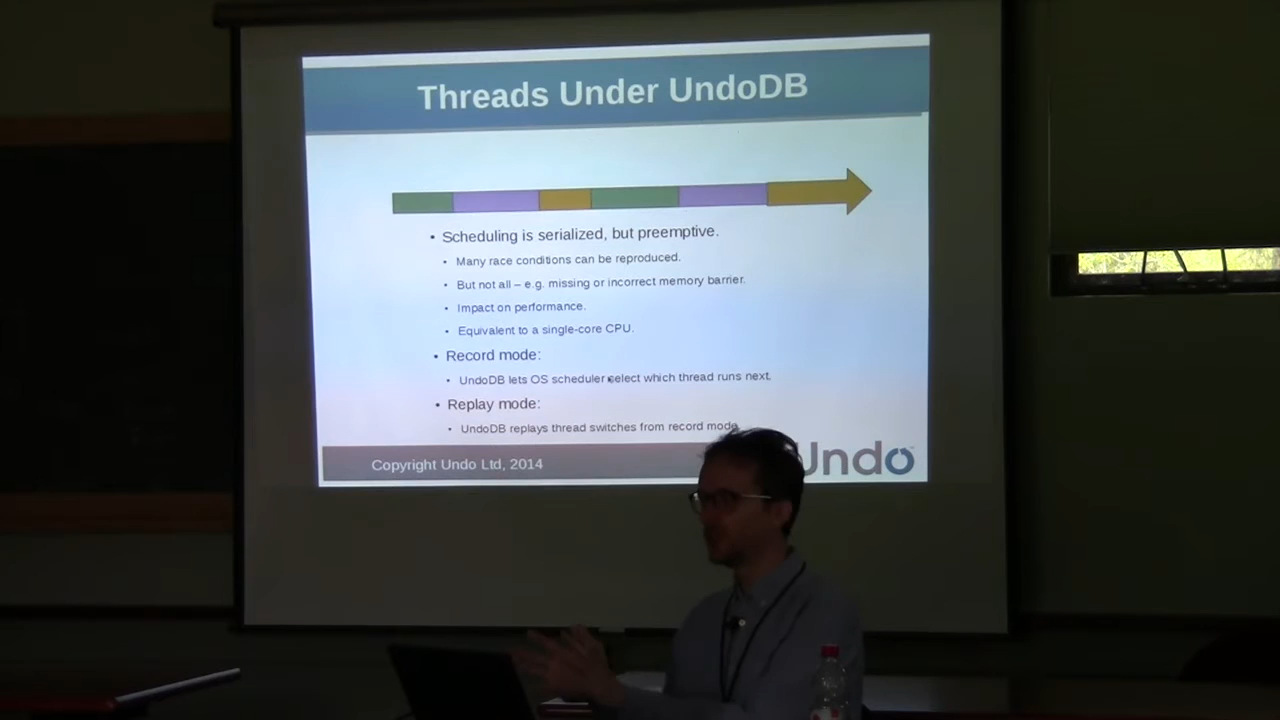 Threads Under UndoDB
• Scheduling is serialized, but preemptive.
• Many race conditions can be reproduced.
• But not all – e.g. missing or incorrect memory barrier.
• Impact on performance.
• Equivalent to a single-core CPU.
• Record mode:
• UndoDB lets OS scheduler select which thread runs next.
• Replay mode:
• UndoDB replays thread switches from record mode
Copyright Undo Ltd, 2014
Undo